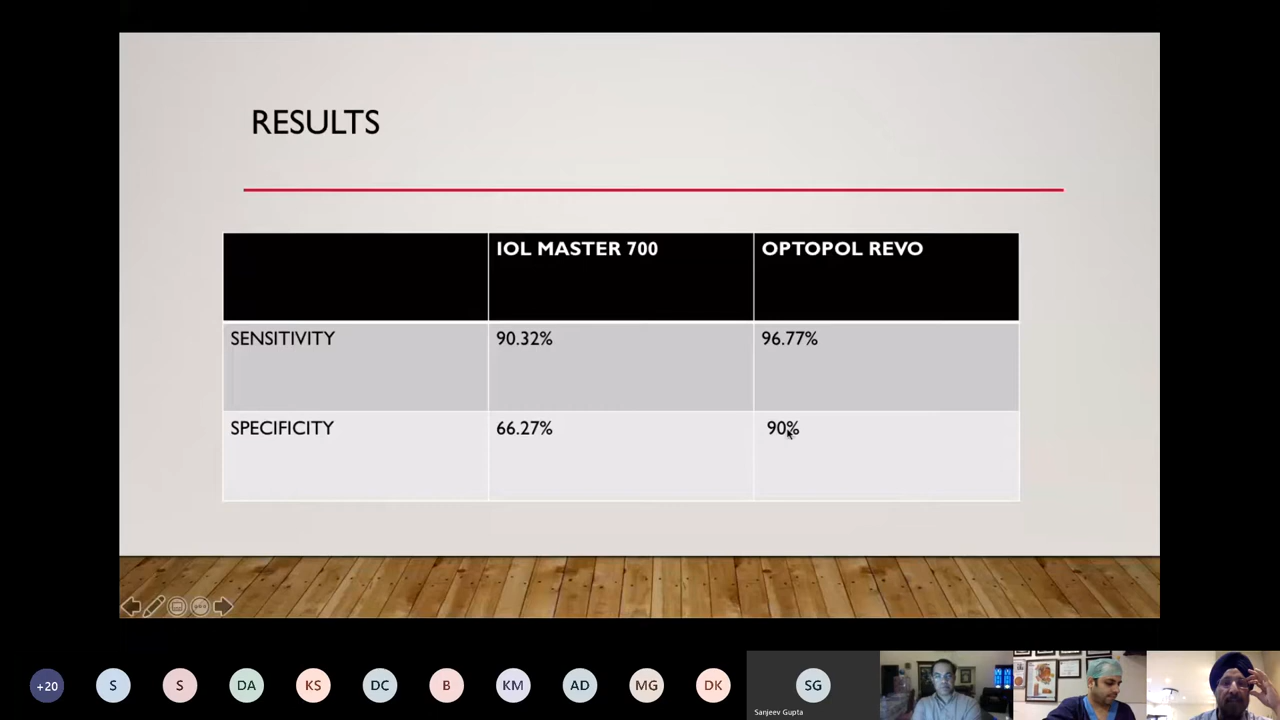 RESULTS
IOL MASTER 700 OPTOPOL REVO
SENSITIVITY 90.32% 96.77%
SPECIFICITY 66.27% 90%
+20 S S DA KS DC B KM AD MG DK SG
Sanjeev Gupta